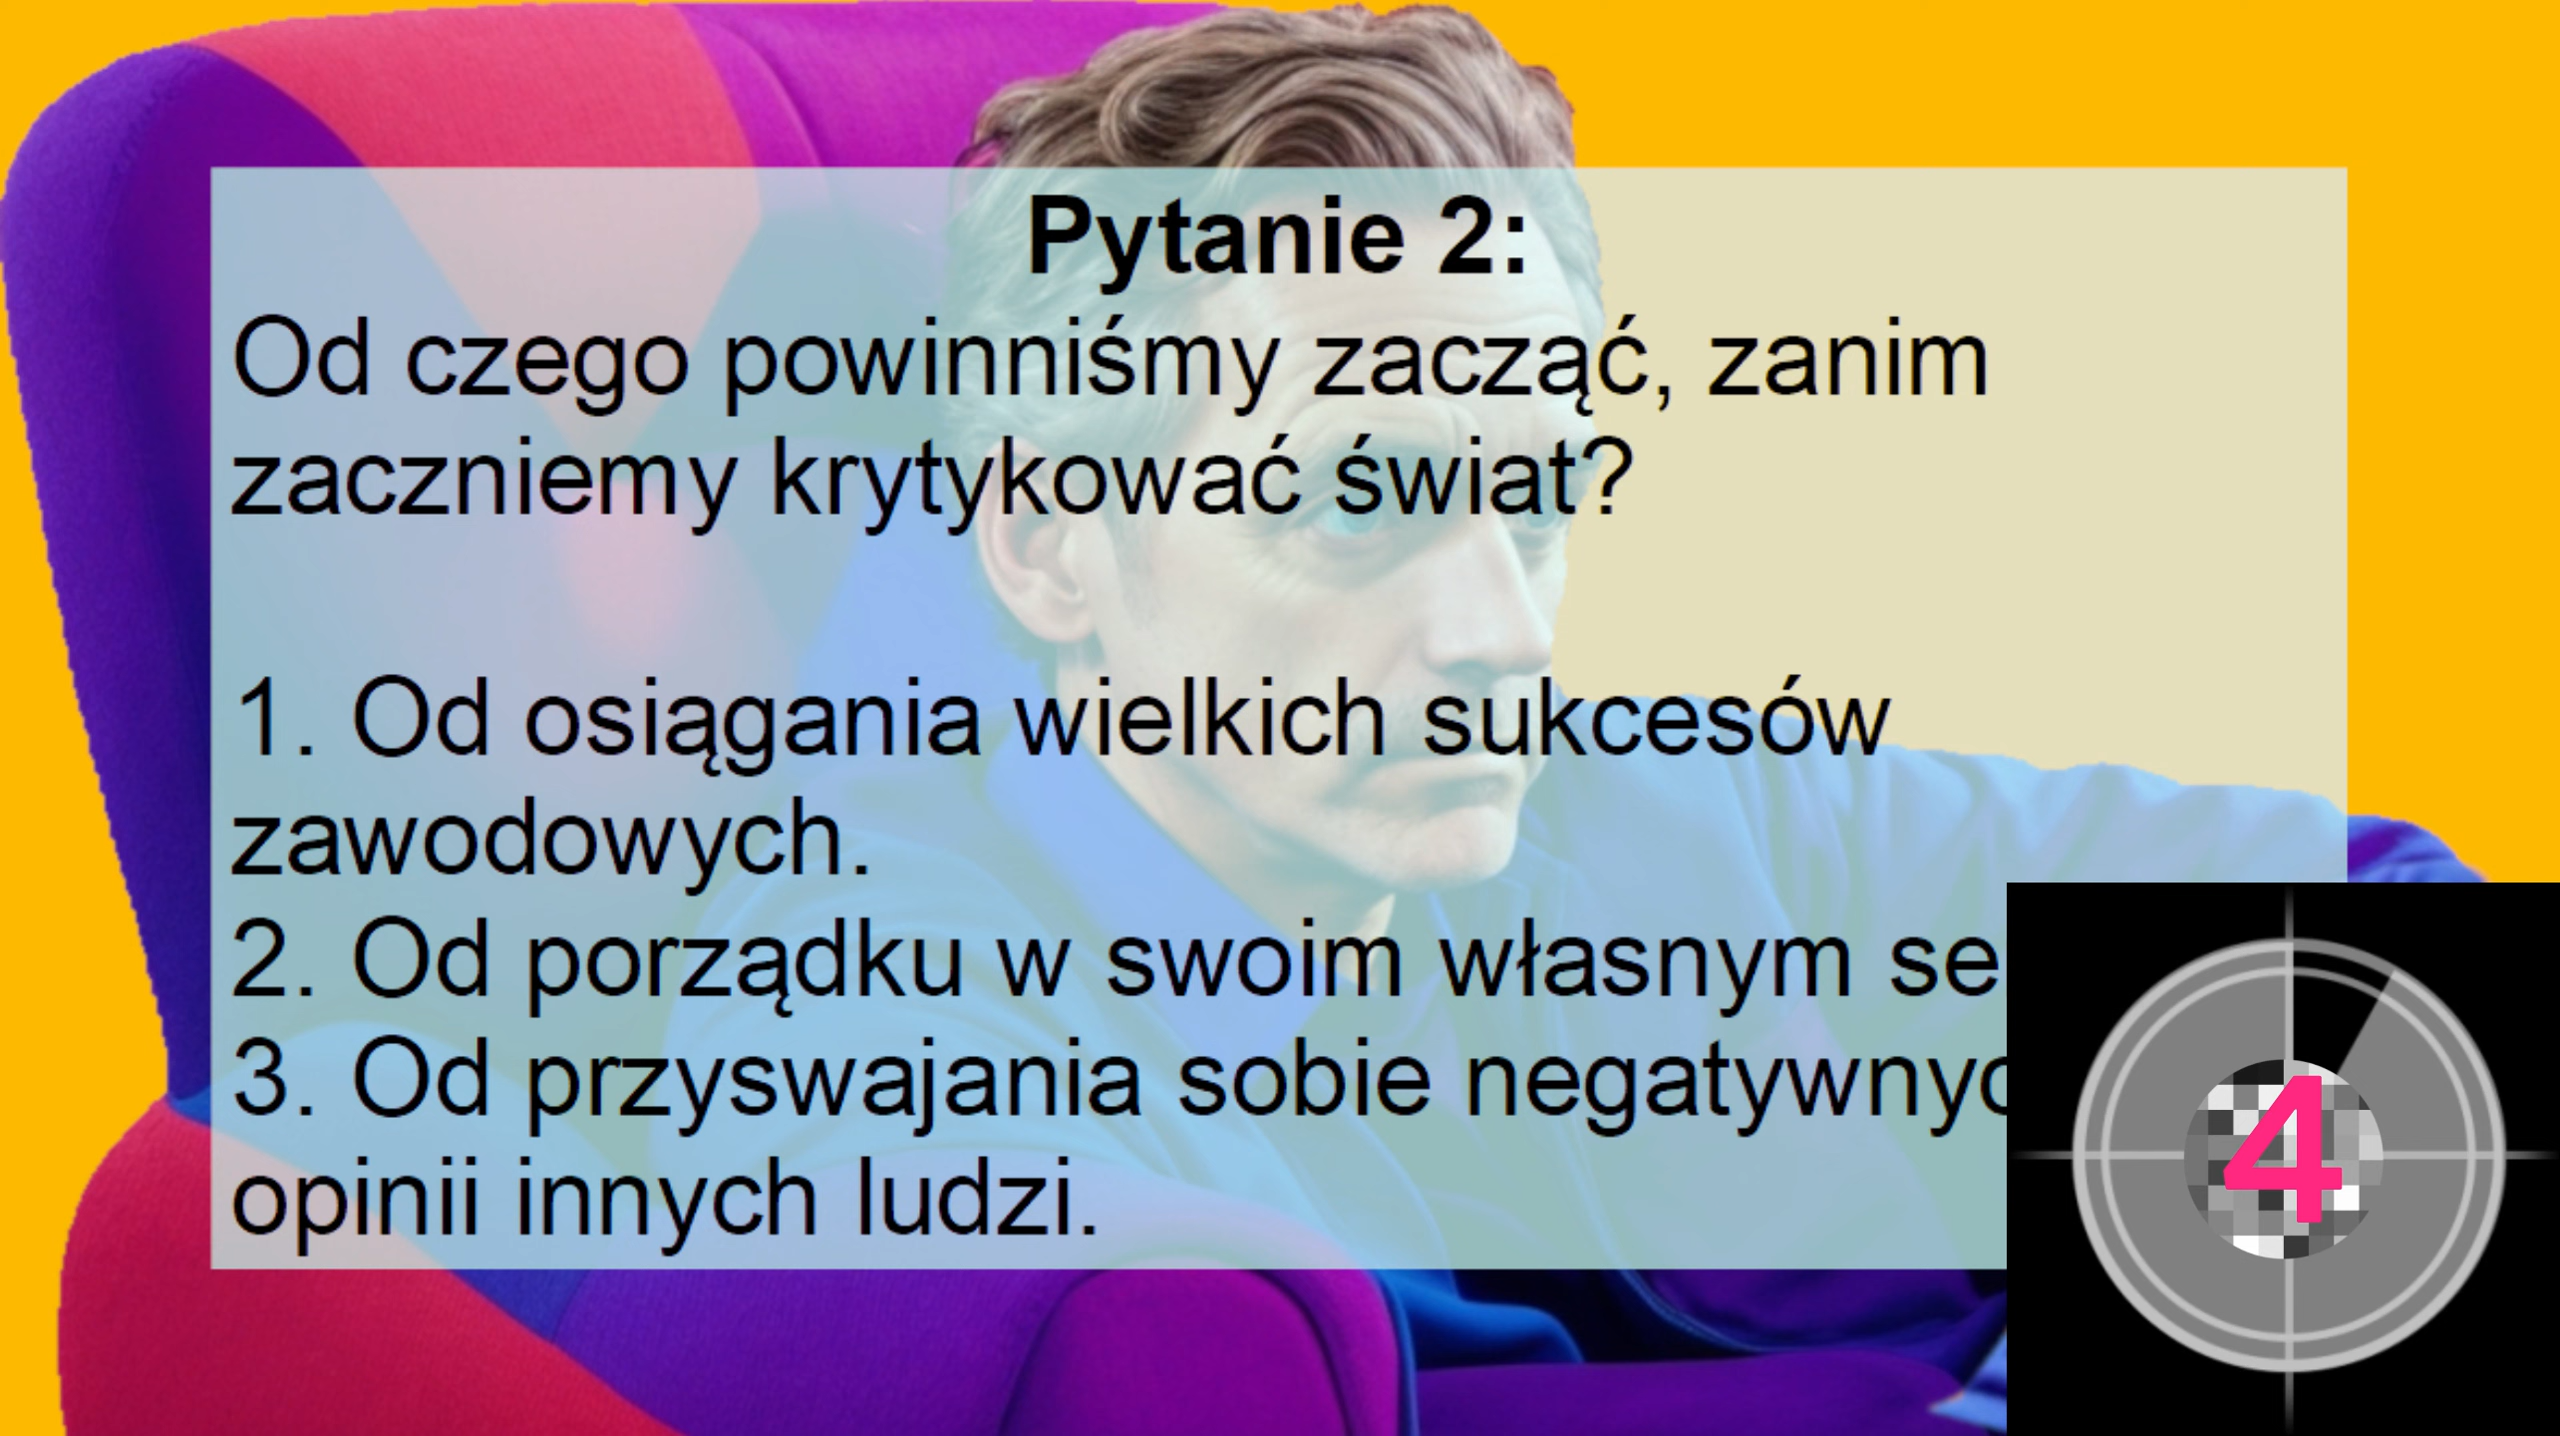 Pytanie 2:
Od czego powinniśmy zacząć, zanim
zaczniemy krytykować świat?
1. Od osiągania wielkich sukcesów
zawodowych.
2. Od porządku w swoim własnym
3. Od przyswajania sobie
opinii innych ludzi.
4